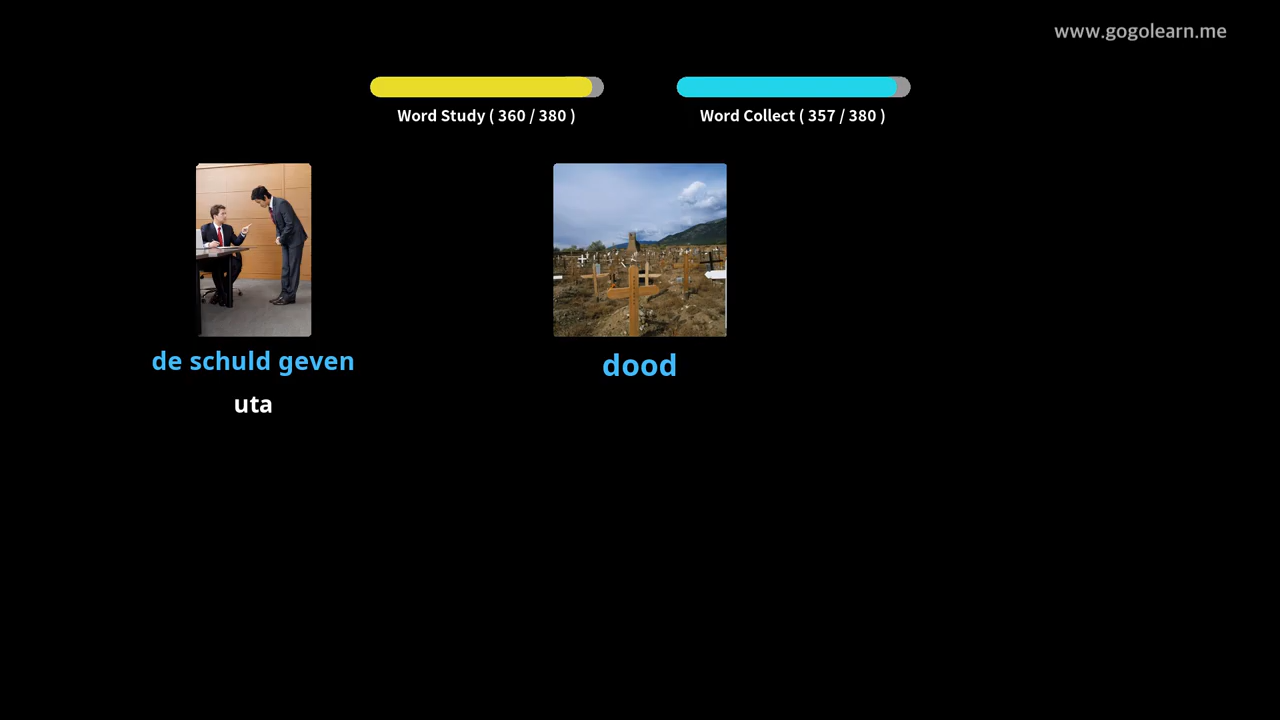 www.gogolearn.me
Word Study ( 360 / 380 )
Word Collect ( 357 / 380 )
de schuld geven
uta
dood